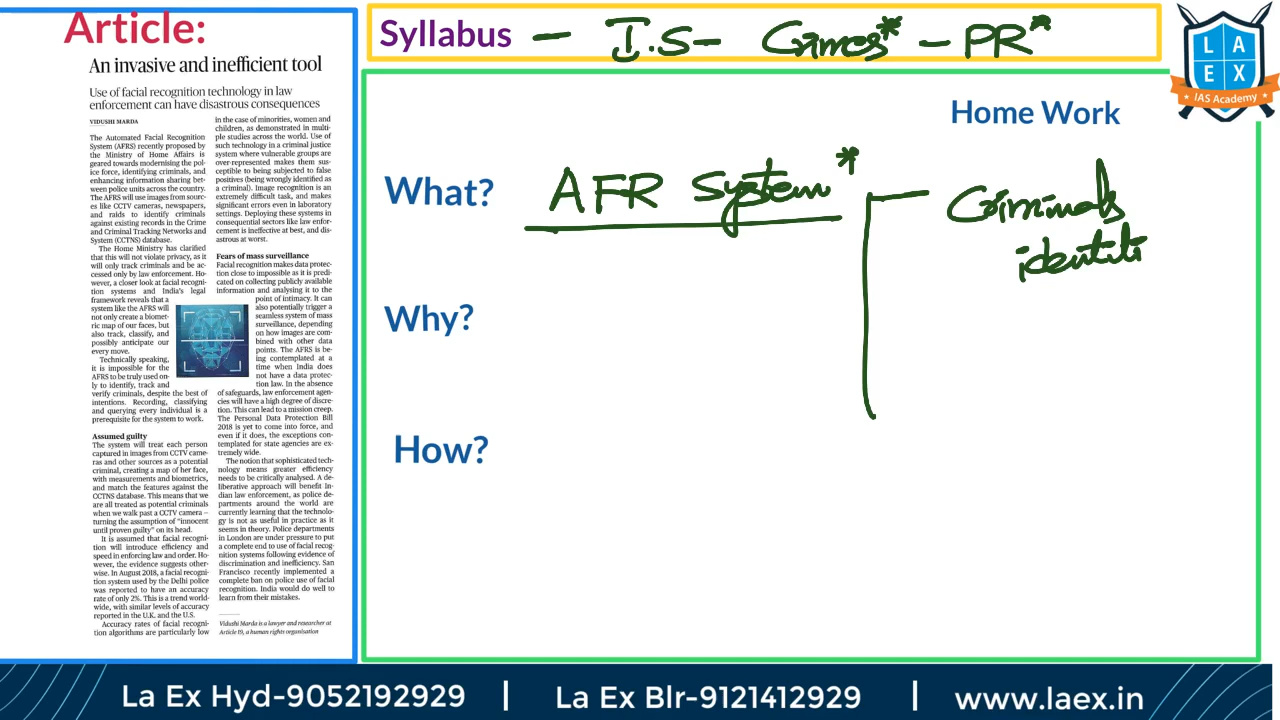 Article:
An invasive and inefficient tool
Use of facial recognition technology in law
enforcement can have disastrous consequences
VIDUSHI MARDA
The Automated Facial Recognition
System (AFRS) recently proposed by
the Ministry of Home Affairs is
geared towards modernising the pol-
ice force, identifying criminals, and
enhancing information sharing bet-
ween police units across the country.
The AFRS will use images from sourc-
es like CCTV cameras, newspapers,
and raids to identify criminals
against existing records in the Crime
and Criminal Tracking Networks and
System (CCTNS) database.
The Home Ministry has clarified
that this will not violate privacy, as it
will only track criminals and be ac-
cessed only by law enforcement. Ho-
wever, a closer look at facial recogni-
tion systems and India's legal
framework reveals that a
system like the AFRS will
not only create a biomet-
ric map of our faces, but
also track, classify, and
possibly anticipate our
every move.
Technically speaking,
it is impossible for the
AFRS to be truly used on-
ly to identify, track and
verify criminals, despite the best of
intentions. Recording, classifying
and querying every individual is a
prerequisite for the system to work.
Assumed guilty
The system will treat each person
captured in images from CCTV came-
ras and other sources as a potential
criminal, creating a map of her face,
with measurements and biometrics,
and match the features against the
CCTNS database. This means that we
are all treated as potential criminals
when we walk past a CCTV camera –
turning the assumption of "innocent
until proven guilty" on its head.
It is assumed that facial recogni-
tion will introduce efficiency and
speed in enforcing law and order. Ho-
wever, the evidence suggests other-
wise. In August 2018, a facial recogni-
tion system used by the Delhi police
was reported to have an accuracy
rate of only 2%. This is a trend world-
wide, with similar levels of accuracy
reported in the U.K. and the U.S.
Accuracy rates of facial recogni-
tion algorithms are particularly low
in the case of minorities, women and
children, as demonstrated in multi-
ple studies across the world. Use of
such technology in a criminal justice
system where vulnerable groups are
over-represented makes them sus-
ceptible to being subjected to false
positives (being wrongly identified as
a criminal). Image recognition is an
extremely difficult task, and makes
significant errors even in laboratory
settings. Deploying these systems in
consequential sectors like law enfor-
cement is ineffective at best, and dis-
astrous at worst.
Fears of mass surveillance
Facial recognition makes data protec-
tion close to impossible as it is predi-
cated on collecting publicly available
information and analysing it to the
point of intimacy. It can
also potentially trigger a
seamless system of mass
surveillance, depending
on how images are com-
bined with other data
points. The AFRS is be-
ing contemplated at a
time when India does
not have a data protec-
tion law. In the absence
of safeguards, law enforcement agen-
cies will have a high degree of discre-
tion. This can lead to a mission creep.
The Personal Data Protection Bill
2018 is yet to come into force, and
even if it does, the exceptions con-
templated for state agencies are ex-
tremely wide.
The notion that sophisticated tech-
nology means greater efficiency
needs to be critically analysed. A de-
liberative approach will benefit In-
dian law enforcement, as police de-
partments around the world are
currently learning that the technolo-
gy is not as useful in practice as it
seems in theory. Police departments
in London are under pressure to put
a complete end to use of facial recog-
nition systems following evidence of
discrimination and inefficiency. San
Francisco recently implemented a
complete ban on police use of facial
recognition. India would do well to
learn from their mistakes.
Vidushi Marda is a lawyer and researcher at
Article 19, a human rights organisation
Syllabus – I.S – Crimes* – PR*
LAEX
IAS Academy
Home Work
What? AFR System*
Criminals
identiti
Why?
How?
La Ex Hyd-9052192929 | La Ex Blr-9121412929 | www.laex.in